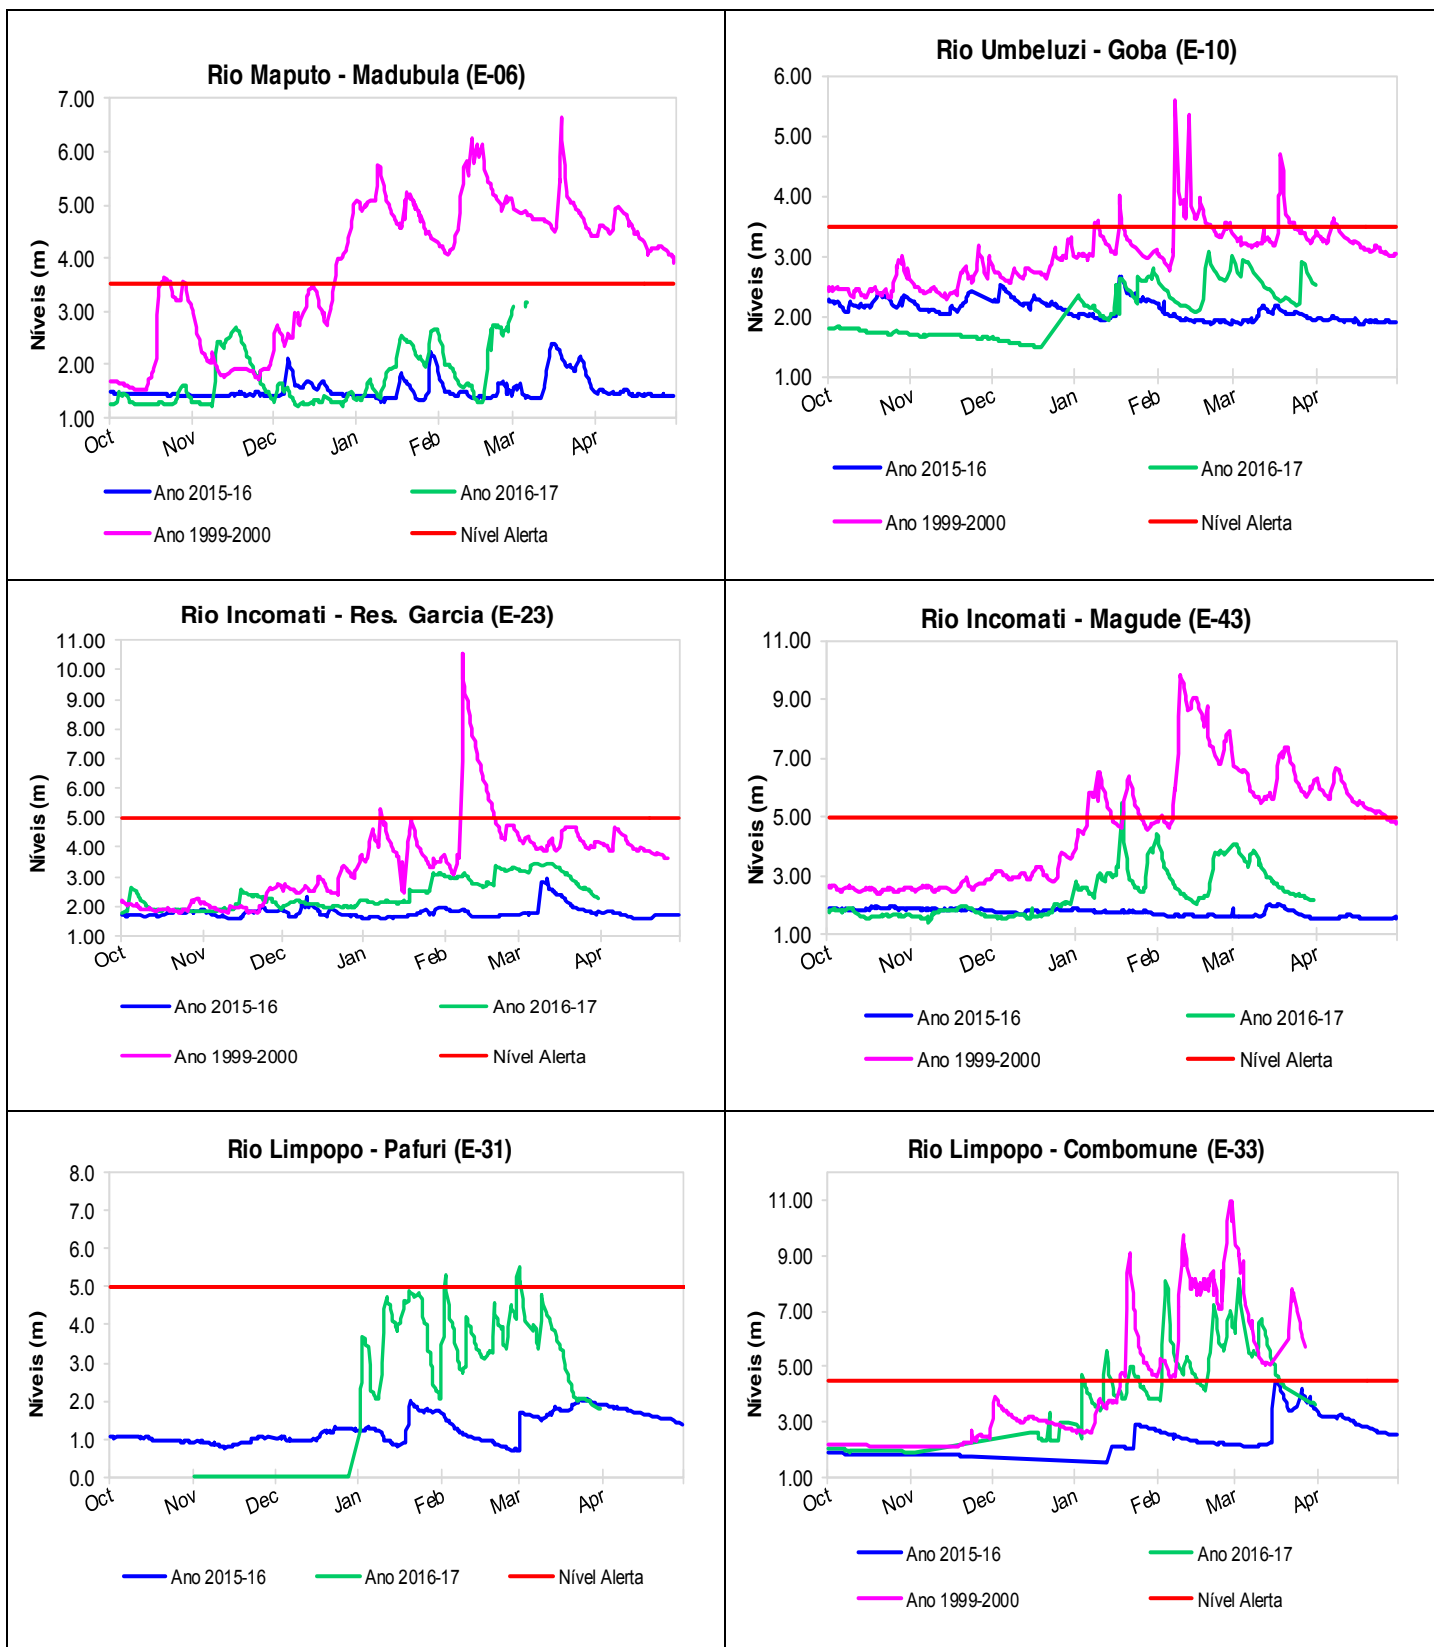 Rio Maputo - Madubula (E-06)
7.00
6.00
5.00
4.00
3.00
2.00
1.00
Níveis (m)
Oct Nov Dec Jan Feb Mar Apr
Ano 2015-16 Ano 2016-17
Ano 1999-2000 Nível Alerta
Rio Umbeluzi - Goba (E-10)
6.00
5.00
4.00
3.00
2.00
1.00
Níveis (m)
Oct Nov Dec Jan Feb Mar Apr
Ano 2015-16 Ano 2016-17
Ano 1999-2000 Nível Alerta
Rio Incomati - Res. Garcia (E-23)
11.00
10.00
9.00
8.00
7.00
6.00
5.00
4.00
3.00
2.00
1.00
Níveis (m)
Oct Nov Dec Jan Feb Mar Apr
Ano 2015-16 Ano 2016-17
Ano 1999-2000 Nível Alerta
Rio Incomati - Magude (E-43)
11.00
9.00
7.00
5.00
3.00
1.00
Níveis (m)
Oct Nov Dec Jan Feb Mar Apr
Ano 2015-16 Ano 2016-17
Ano 1999-2000 Nível Alerta
Rio Limpopo - Pafuri (E-31)
8.0
7.0
6.0
5.0
4.0
3.0
2.0
1.0
0.0
Níveis (m)
Oct Nov Dec Jan Feb Mar Apr
Ano 2015-16 Ano 2016-17 Nível Alerta
Rio Limpopo - Combomune (E-33)
11.00
9.00
7.00
5.00
3.00
1.00
Níveis (m)
Oct Nov Dec Jan Feb Mar Apr
Ano 2015-16 Ano 2016-17
Ano 1999-2000 Nível Alerta